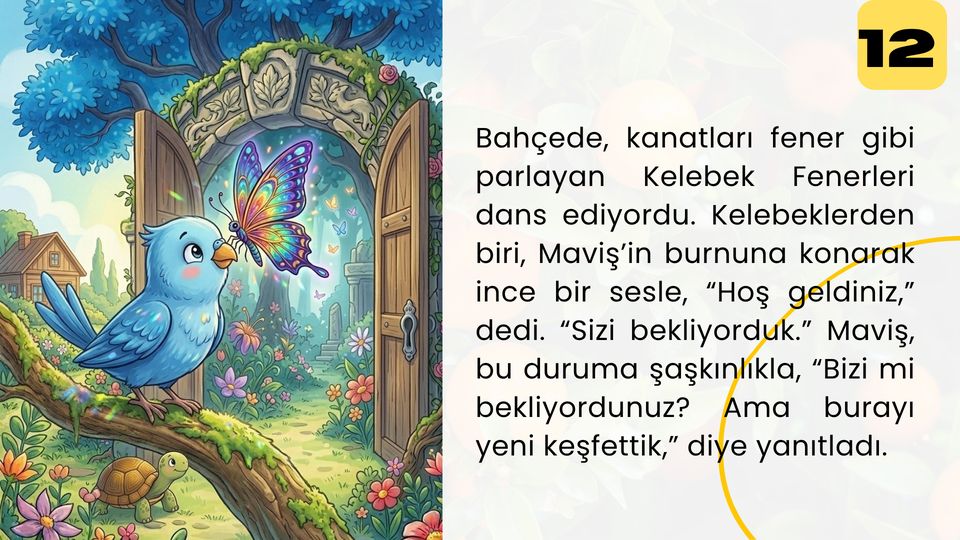 12
Bahçede, kanatları fener gibi
parlayan Kelebek Fenerleri
dans ediyordu. Kelebeklerden
biri, Maviş’in burnuna konarak
ince bir sesle, “Hoş geldiniz,”
dedi. “Sizi bekliyorduk.” Maviş,
bu duruma şaşkınlıkla, “Bizi mi
bekliyordunuz? Ama burayı
yeni keşfettik,” diye yanıtladı.